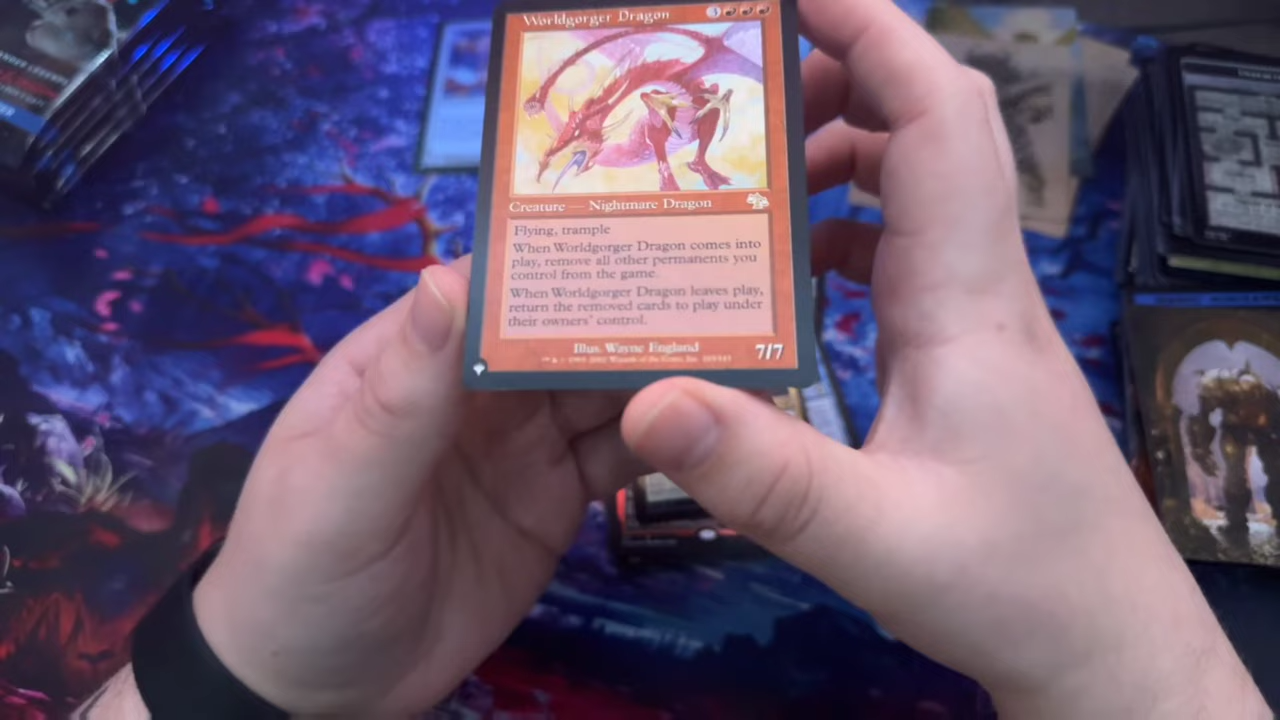 Worldgorger Dragon
3
Creature — Nightmare Dragon
Flying, trample
When Worldgorger Dragon comes into
play, remove all other permanents you
control from the game.
When Worldgorger Dragon leaves play,
return the removed cards to play under
their owners' control.
Illus. Wayne England
7/7